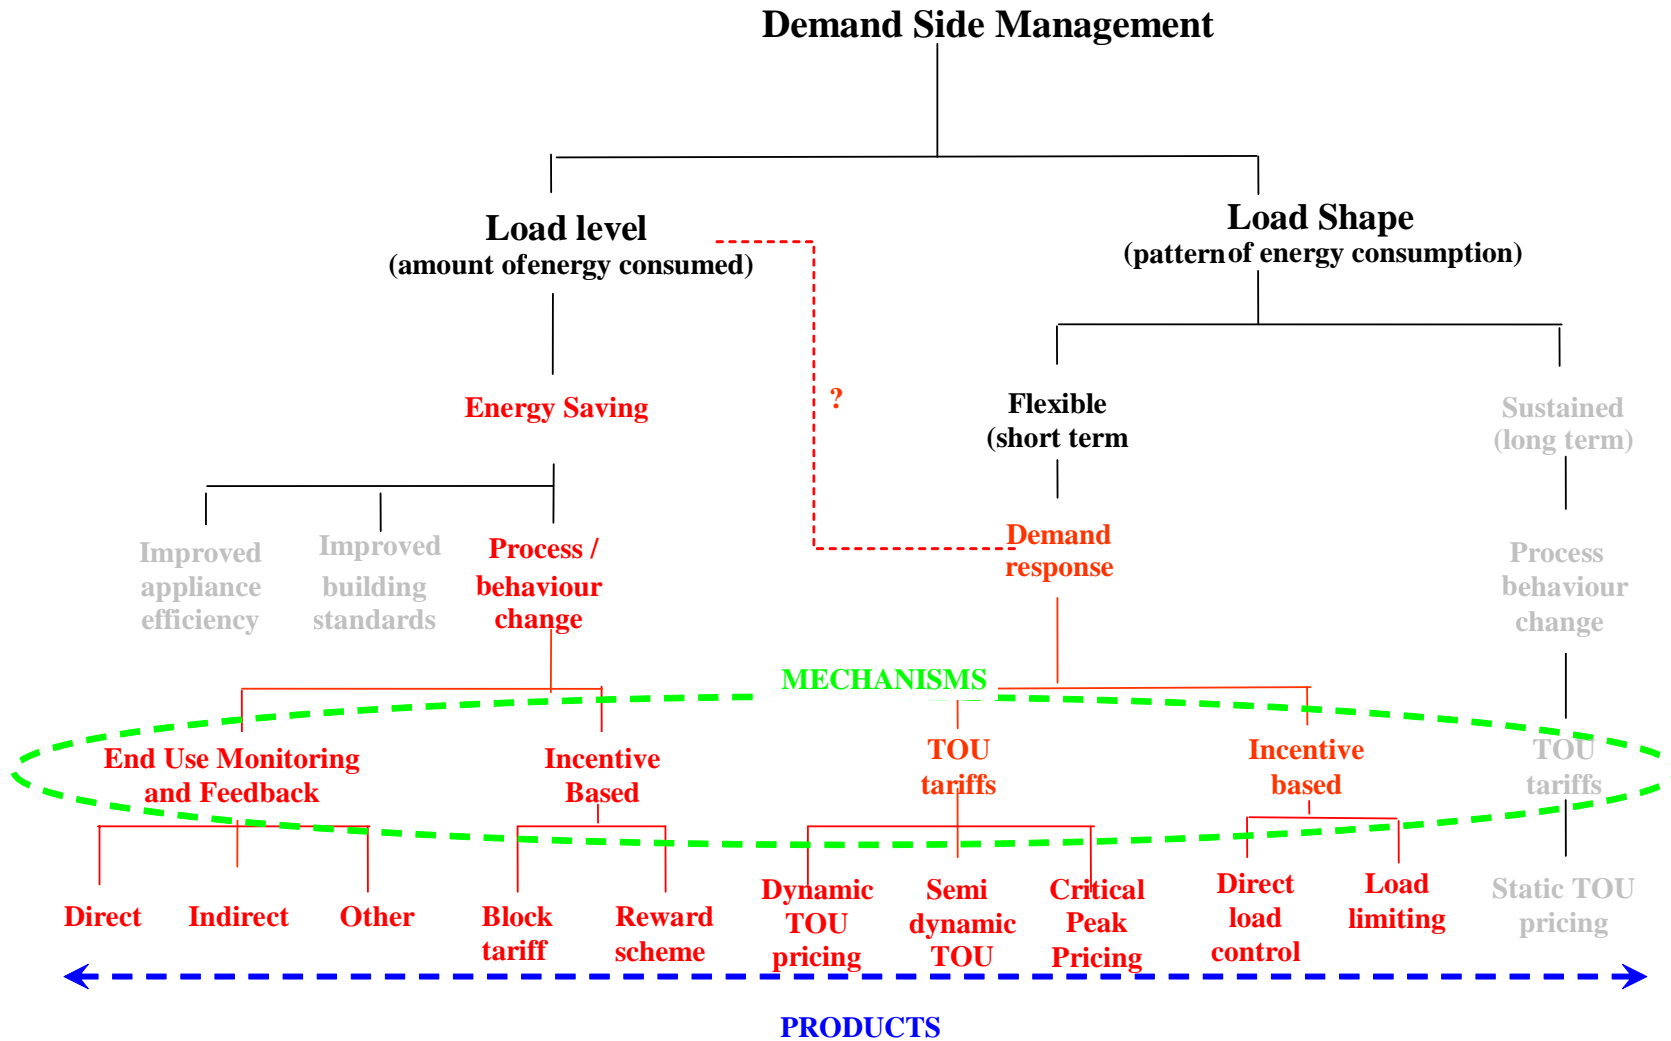 Demand Side Management
Load level
(amount ofenergy consumed)
Load Shape
(pattern of energy consumption)
Energy Saving
?
Flexible
(short term
Sustained
(long term)
Improved
appliance
efficiency
Improved
building
standards
Process /
behaviour
change
Demand
response
Process
behaviour
change
MECHANISMS
End Use Monitoring
and Feedback
Incentive
Based
TOU
tariffs
Incentive
based
TOU
tariffs
Direct
Indirect
Other
Block
tariff
Reward
scheme
Dynamic
TOU
pricing
Semi
dynamic
TOU
Critical
Peak
Pricing
Direct
load
control
Load
limiting
Static TOU
pricing
PRODUCTS